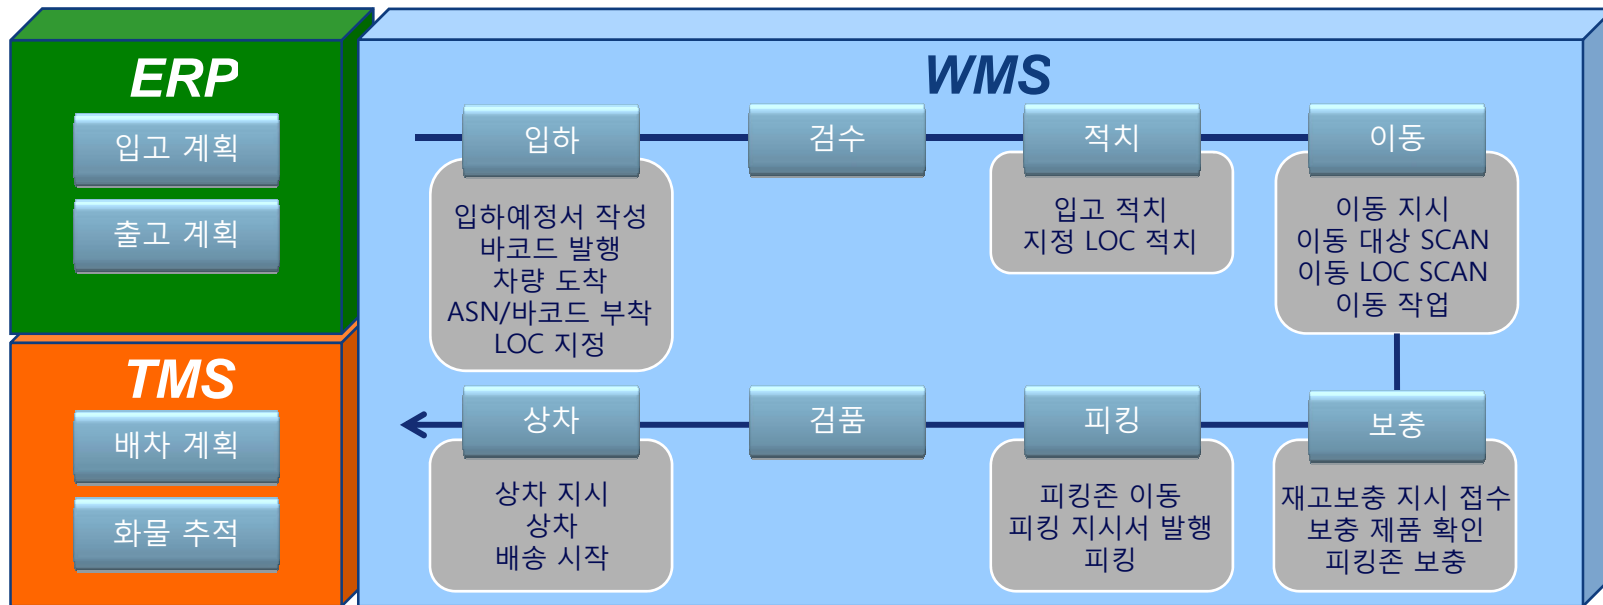 ERP
입고 계획
출고 계획
TMS
배차 계획
화물 추적
WMS
입하
입하예정서 작성
바코드 발행
차량 도착
ASN/바코드 부착
LOC 지정
검수
적치
입고 적치
지정 LOC 적치
이동
이동 지시
이동 대상 SCAN
이동 LOC SCAN
이동 작업
보충
재고보충 지시 접수
보충 제품 확인
피킹존 보충
피킹
피킹존 이동
피킹 지시서 발행
피킹
검품
상차
상차 지시
상차
배송 시작